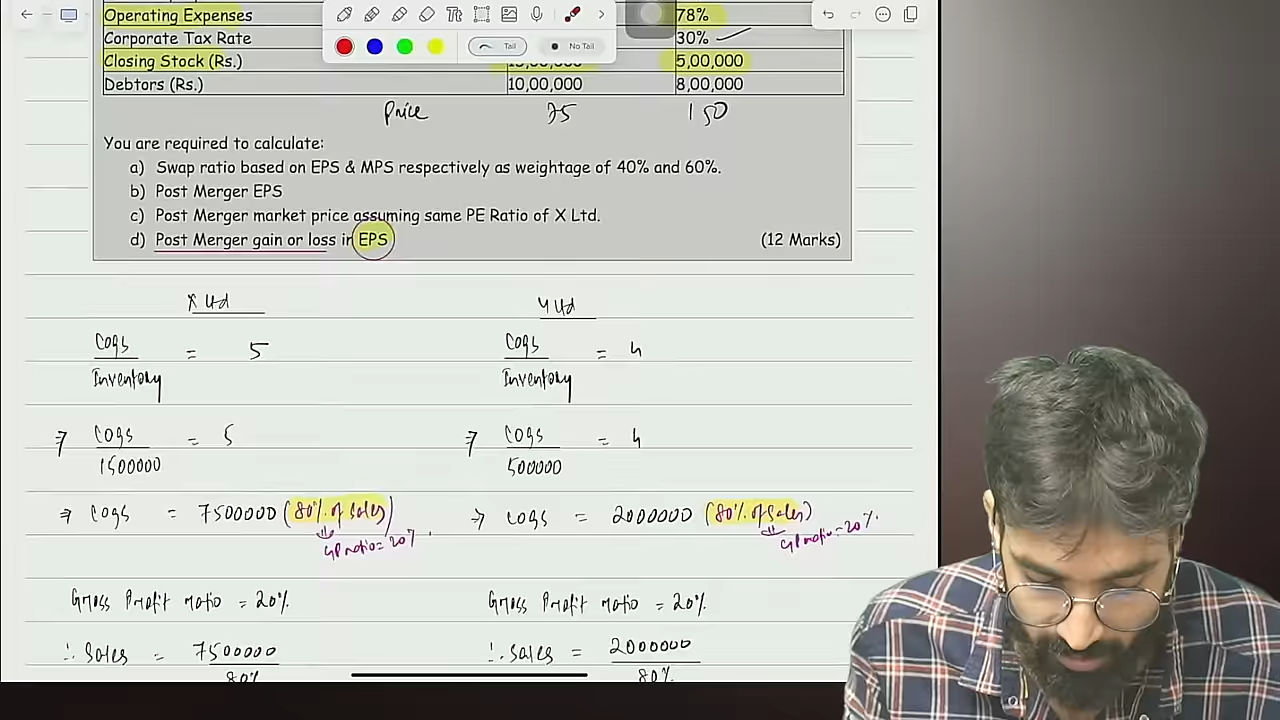 Operating Expenses 78%
Corporate Tax Rate 30%
Closing Stock (Rs.) 5,00,000
Debtors (Rs.) 10,00,000 8,00,000
Price 75 150
You are required to calculate:
a) Swap ratio based on EPS & MPS respectively as weightage of 40% and 60%.
b) Post Merger EPS
c) Post Merger market price assuming same PE Ratio of X Ltd.
d) Post Merger gain or loss in EPS (12 Marks)
X Ltd Y Ltd
Cogs / Inventory = 5 Cogs / Inventory = 4
⇒ Cogs / 1500000 = 5 ⇒ Cogs / 500000 = 4
⇒ Cogs = 7500000 (80% of sales) ⇒ Cogs = 2000000 (80% of sales)
GP ratio = 20% GP ratio = 20%.
Gross Profit ratio = 20% Gross Profit ratio = 20%
∴ Sales = 7500000 / 80% ∴ Sales = 2000000 / 80%
Tail No Tail